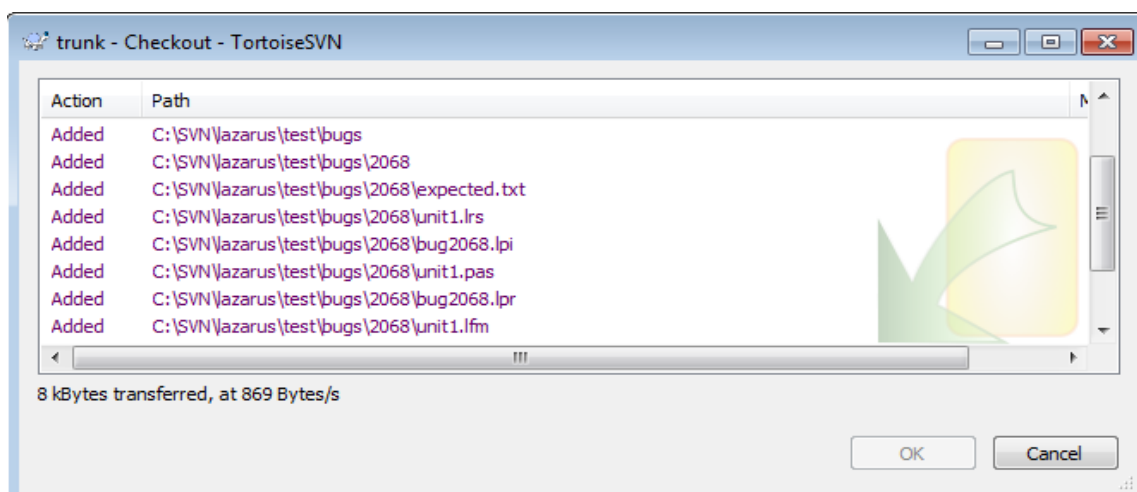 trunk - Checkout - TortoiseSVN
Action Path
Added C:\SVN\lazarus\test\bugs
Added C:\SVN\lazarus\test\bugs\2068
Added C:\SVN\lazarus\test\bugs\2068\expected.txt
Added C:\SVN\lazarus\test\bugs\2068\unit1.lrs
Added C:\SVN\lazarus\test\bugs\2068\bug2068.lpi
Added C:\SVN\lazarus\test\bugs\2068\unit1.pas
Added C:\SVN\lazarus\test\bugs\2068\bug2068.lpr
Added C:\SVN\lazarus\test\bugs\2068\unit1.lfm
8 kBytes transferred, at 869 Bytes/s
OK Cancel